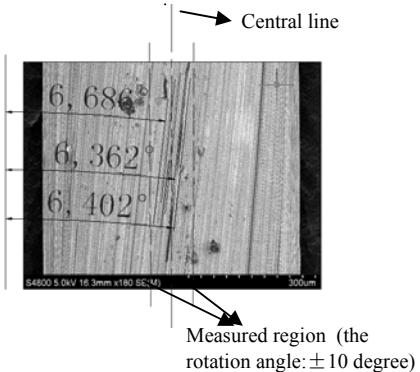 Central line
6, 686°
6, 362°
6, 402°
S4800 5.0kV 16.3mm x180 SE(M)
300um
Measured region (the
rotation angle:±10 degree)